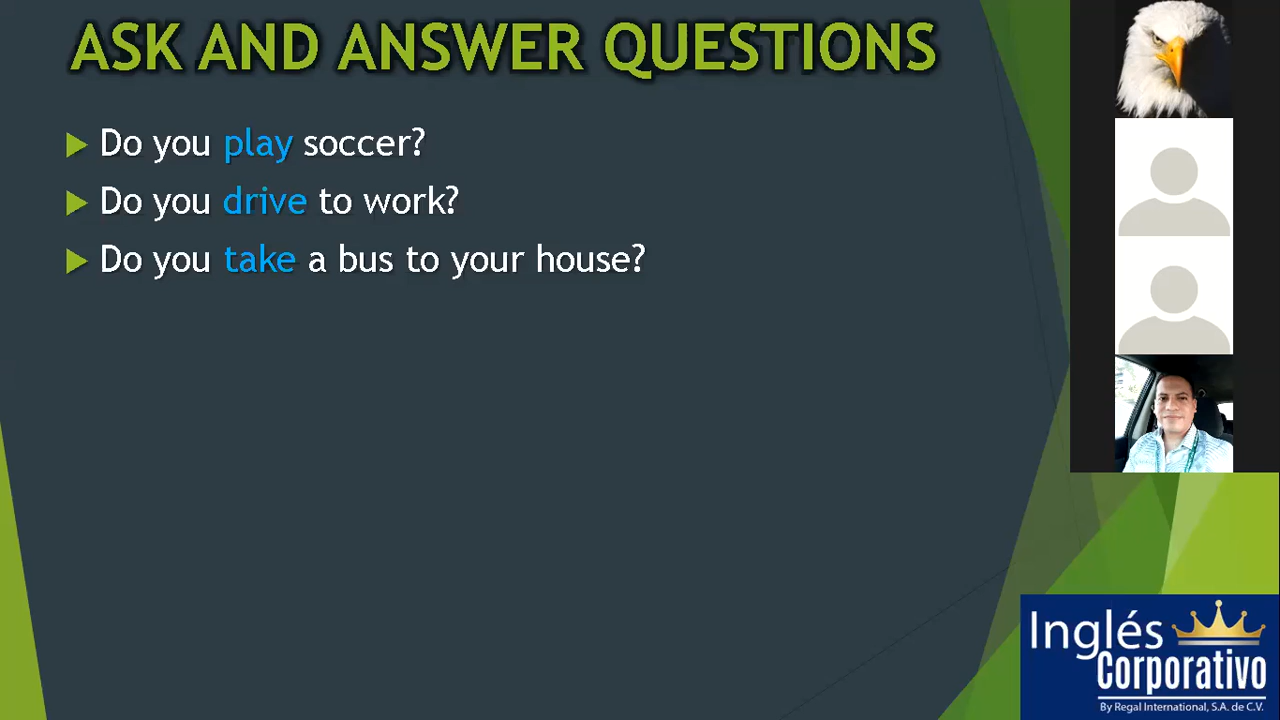 ASK AND ANSWER QUESTIONS
Do you play soccer?
Do you drive to work?
Do you take a bus to your house?
Inglés
Corporativo
By Regal International, S.A. de C.V.